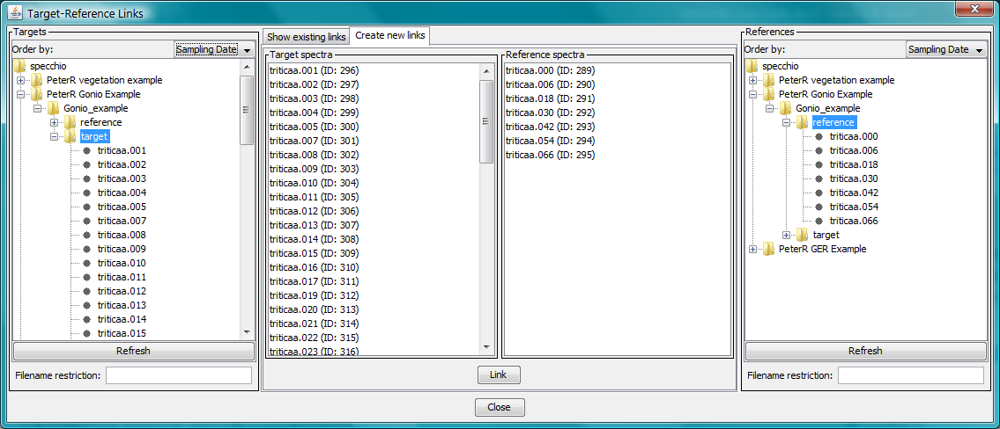 Target-Reference Links
Targets
Order by: Sampling Date
specchio
PeterR vegetation example
PeterR Gonio Example
Gonio_example
reference
target
triticaa.001
triticaa.002
triticaa.003
triticaa.004
triticaa.005
triticaa.007
triticaa.008
triticaa.009
triticaa.010
triticaa.011
triticaa.012
triticaa.013
triticaa.014
triticaa.015
Refresh
Filename restriction:
Show existing links
Create new links
Target spectra
triticaa.001 (ID: 296)
triticaa.002 (ID: 297)
triticaa.003 (ID: 298)
triticaa.004 (ID: 299)
triticaa.005 (ID: 300)
triticaa.007 (ID: 301)
triticaa.008 (ID: 302)
triticaa.009 (ID: 303)
triticaa.010 (ID: 304)
triticaa.011 (ID: 305)
triticaa.012 (ID: 306)
triticaa.013 (ID: 307)
triticaa.014 (ID: 308)
triticaa.015 (ID: 309)
triticaa.016 (ID: 310)
triticaa.017 (ID: 311)
triticaa.019 (ID: 312)
triticaa.020 (ID: 313)
triticaa.021 (ID: 314)
triticaa.022 (ID: 315)
triticaa.023 (ID: 316)
Reference spectra
triticaa.000 (ID: 289)
triticaa.006 (ID: 290)
triticaa.018 (ID: 291)
triticaa.030 (ID: 292)
triticaa.042 (ID: 293)
triticaa.054 (ID: 294)
triticaa.066 (ID: 295)
Link
Close
References
Order by: Sampling Date
specchio
PeterR vegetation example
PeterR Gonio Example
Gonio_example
reference
triticaa.000
triticaa.006
triticaa.018
triticaa.030
triticaa.042
triticaa.054
triticaa.066
target
PeterR GER Example
Refresh
Filename restriction: